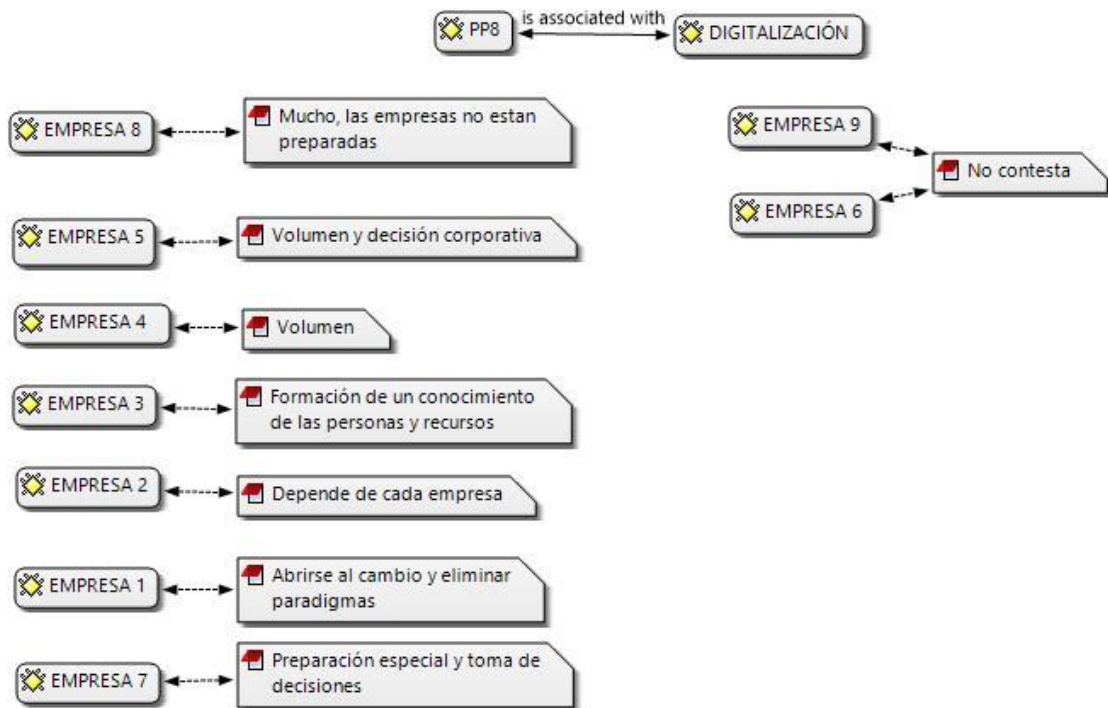 PP8
is associated with
DIGITALIZACIÓN
EMPRESA 8
Mucho, las empresas no estan
preparadas
EMPRESA 9
No contesta
EMPRESA 6
EMPRESA 5
Volumen y decisión corporativa
EMPRESA 4
Volumen
EMPRESA 3
Formación de un conocimiento
de las personas y recursos
EMPRESA 2
Depende de cada empresa
EMPRESA 1
Abrirse al cambio y eliminar
paradigmas
EMPRESA 7
Preparación especial y toma de
decisiones